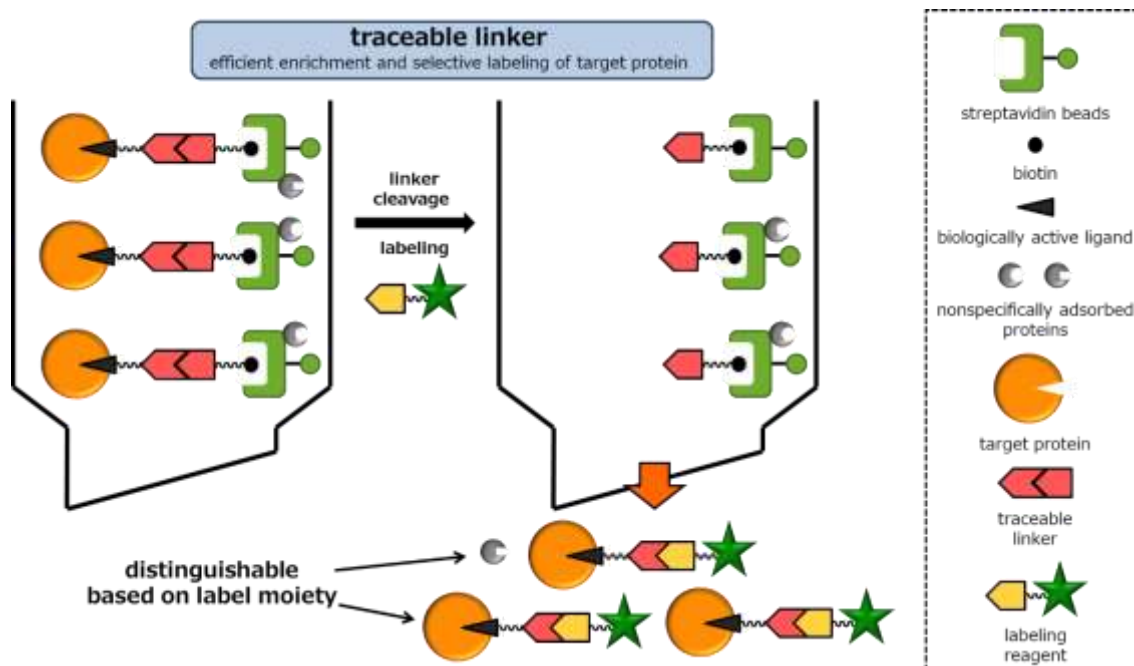 traceable linker
efficient enrichment and selective labeling of target protein
linker
cleavage
labeling
distinguishable
based on label moiety
streptavidin beads
biotin
biologically active ligand
nonspecifically adsorbed
proteins
target protein
traceable
linker
labeling
reagent